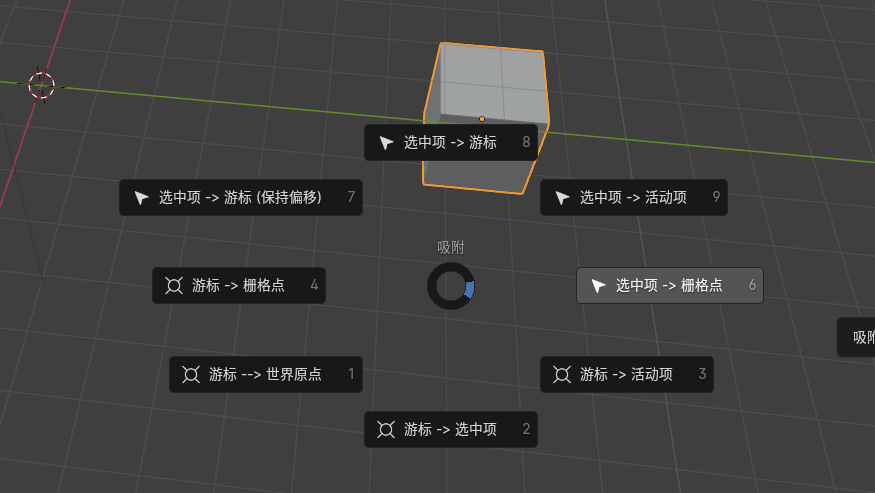 选中项 -> 游标 8
选中项 -> 游标 (保持偏移) 7
选中项 -> 活动项 9
吸附
游标 -> 栅格点 4
选中项 -> 栅格点 6
吸附
游标 --> 世界原点 1
游标 -> 活动项 3
游标 -> 选中项 2